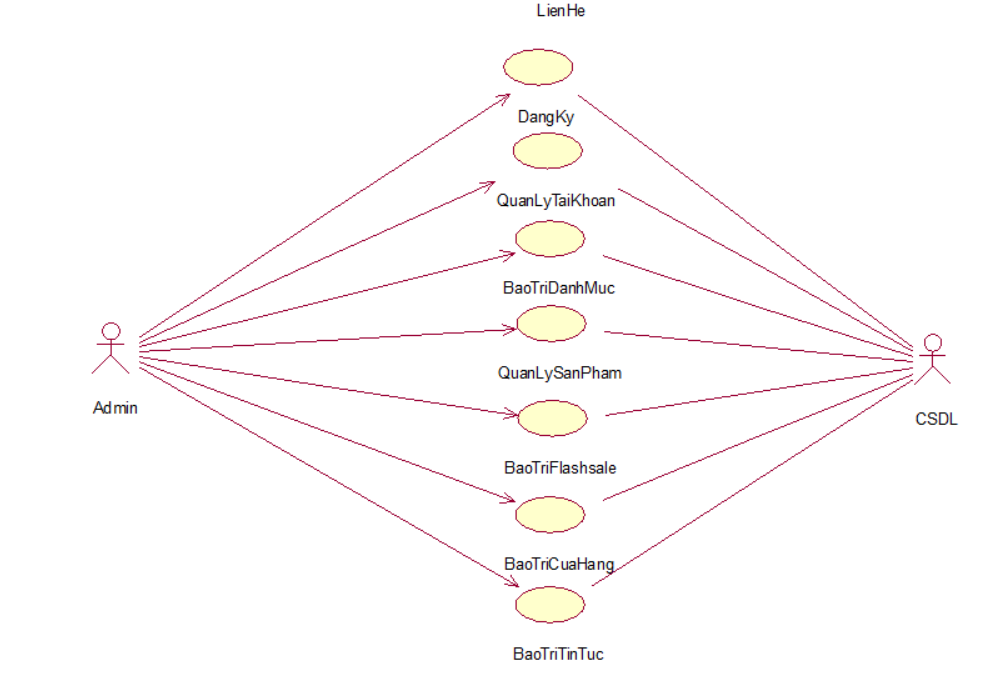 LienHe
DangKy
QuanLyTaiKhoan
BaoTriDanhMuc
QuanLySanPham
Admin
CSDL
BaoTriFlashsale
BaoTriCuaHang
BaoTriTinTuc